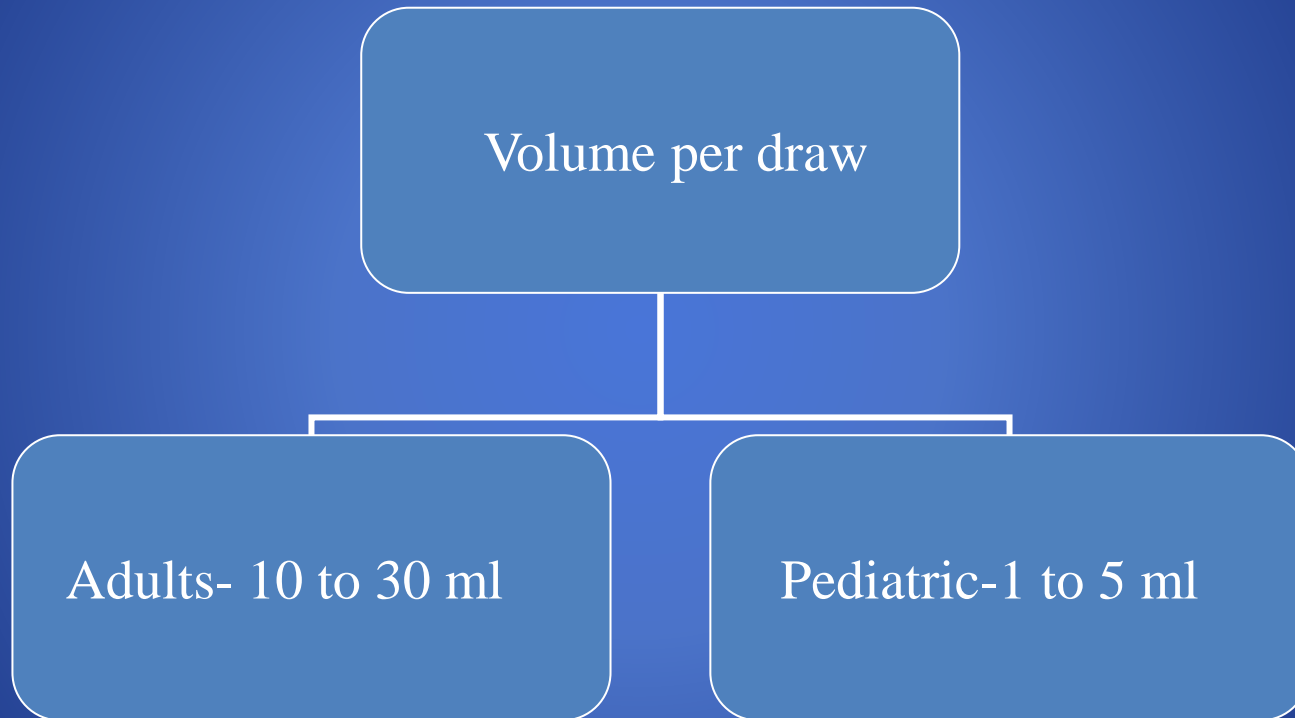 Volume per draw
Adults- 10 to 30 ml
Pediatric-1 to 5 ml